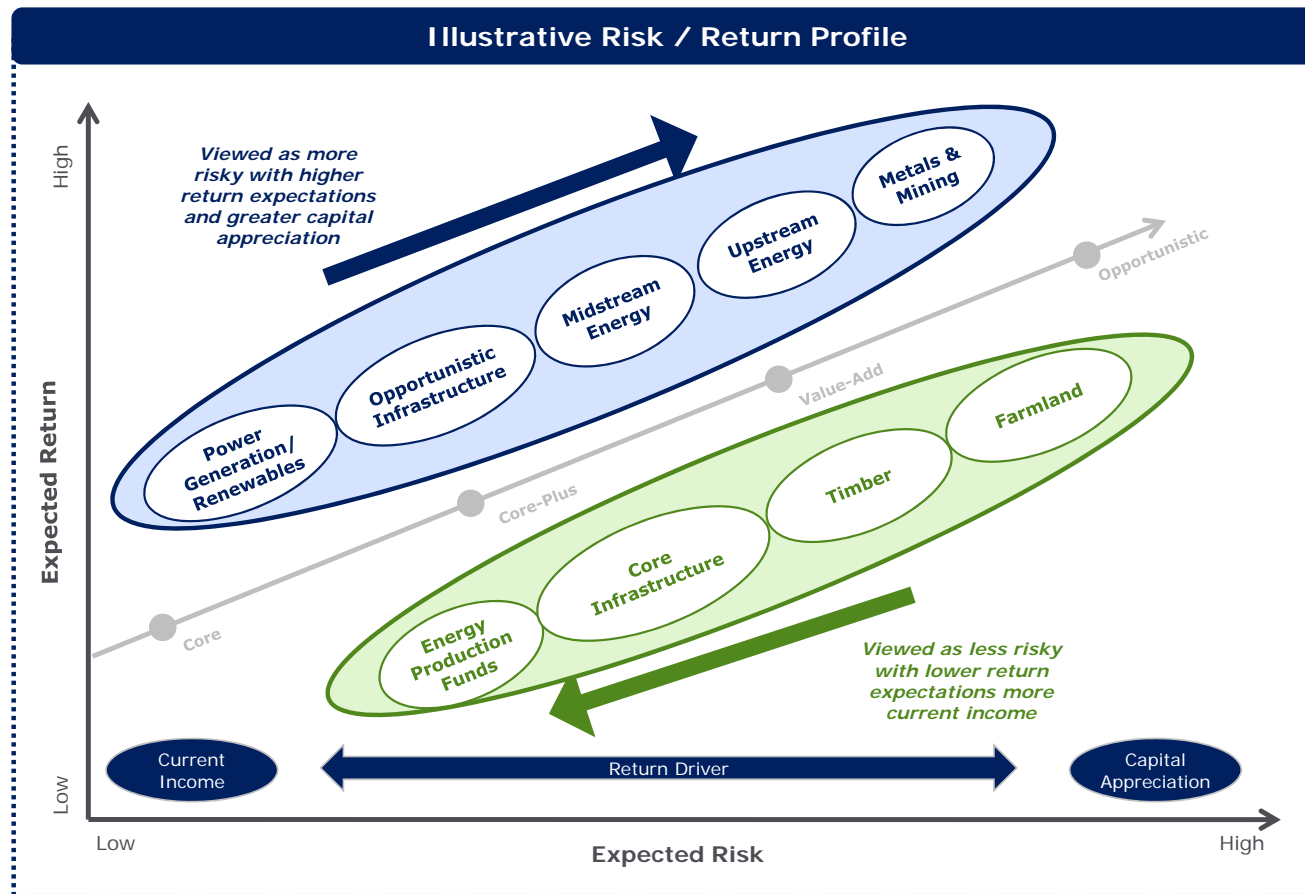 Illustrative Risk / Return Profile
High
Viewed as more
risky with higher
return expectations
and greater capital
appreciation
Metals &
Mining
Upstream
Energy
Midstream
Energy
Opportunistic
Infrastructure
Power
Generation/
Renewables
Opportunistic
Value-Add
Core-Plus
Core
Expected Return
Farmland
Timber
Core
Infrastructure
Energy
Production
Funds
Viewed as less risky
with lower return
expectations more
current income
Low
Current
Income
Return Driver
Capital
Appreciation
Low
Expected Risk
High